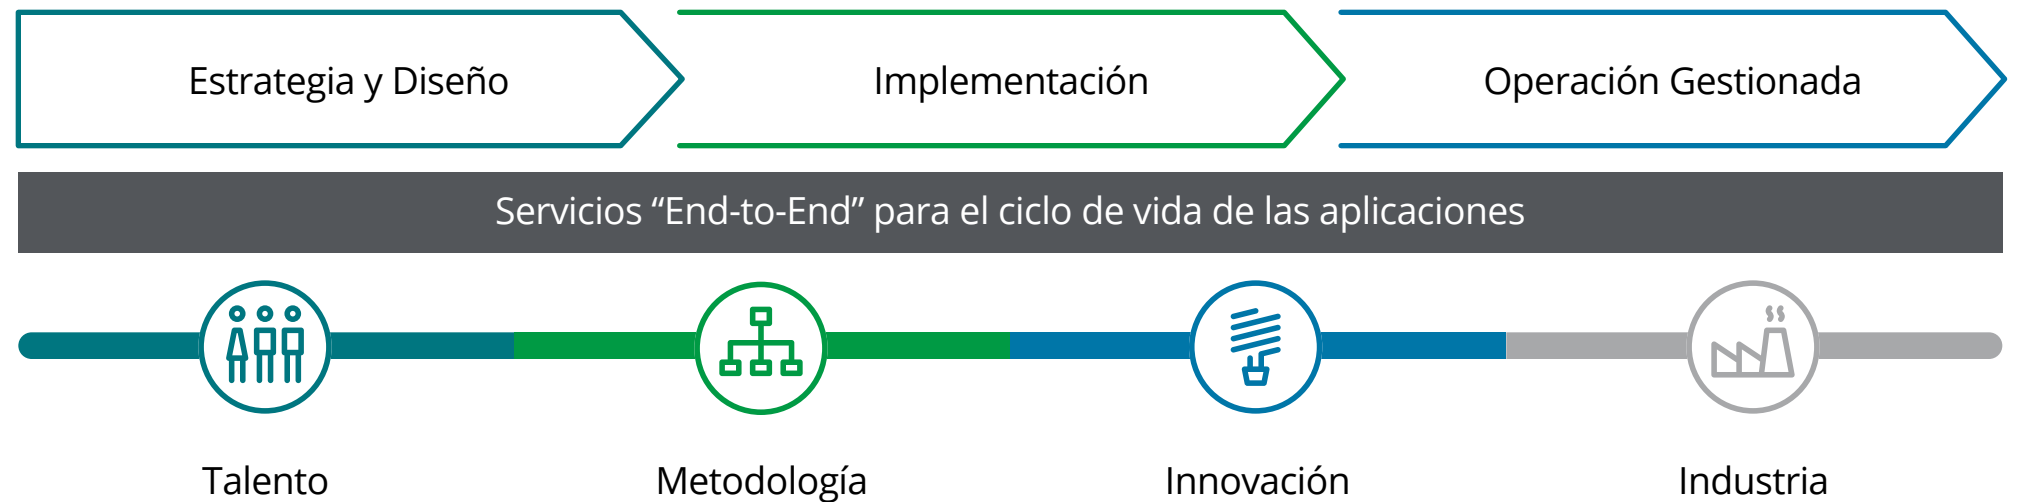 Estrategia y Diseño
Implementación
Operación Gestionada
Servicios “End-to-End” para el ciclo de vida de las aplicaciones
Talento
Metodología
Innovación
Industria